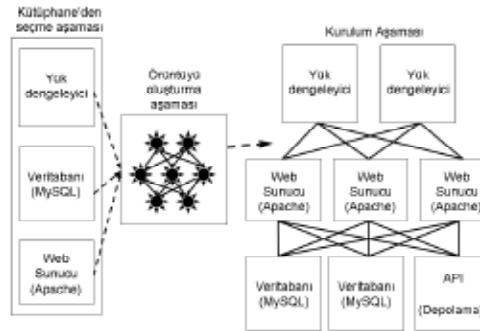 Kütüphane'den
seçme aşaması
Yük
dengeleyici
Veritabanı
(MySQL)
Web
Sunucu
(Apache)
Örüntüyü
oluşturma
aşaması
Kurulum Aşaması
Yük
dengeleyici
Yük
dengeleyici
Web
Sunucu
(Apache)
Web
Sunucu
(Apache)
Web
Sunucu
(Apache)
Veritabanı
(MySQL)
Veritabanı
(MySQL)
API
(Depolama)